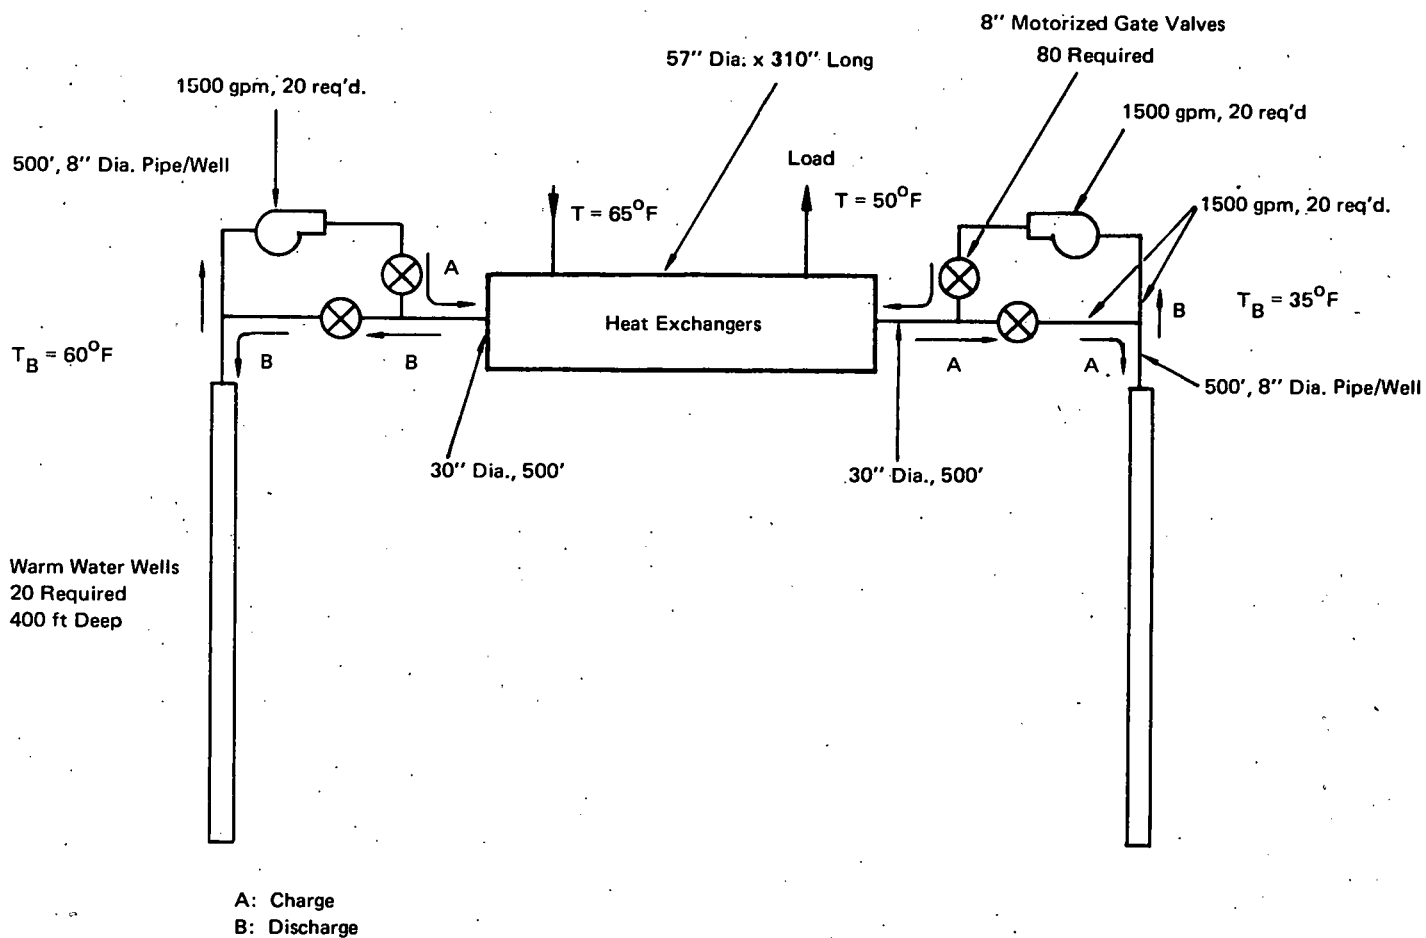 8" Motorized Gate Valves
80 Required
57" Dia. x 310" Long
1500 gpm, 20 req'd.
1500 gpm, 20 req'd
500', 8" Dia. Pipe/Well
Load
T = 65°F
T = 50°F
1500 gpm, 20 req'd.
A
Heat Exchangers
B
T_B = 35°F
T_B = 60°F
B
B
A
A
500', 8" Dia. Pipe/Well
30" Dia., 500'
30" Dia., 500'
Warm Water Wells
20 Required
400 ft Deep
A: Charge
B: Discharge